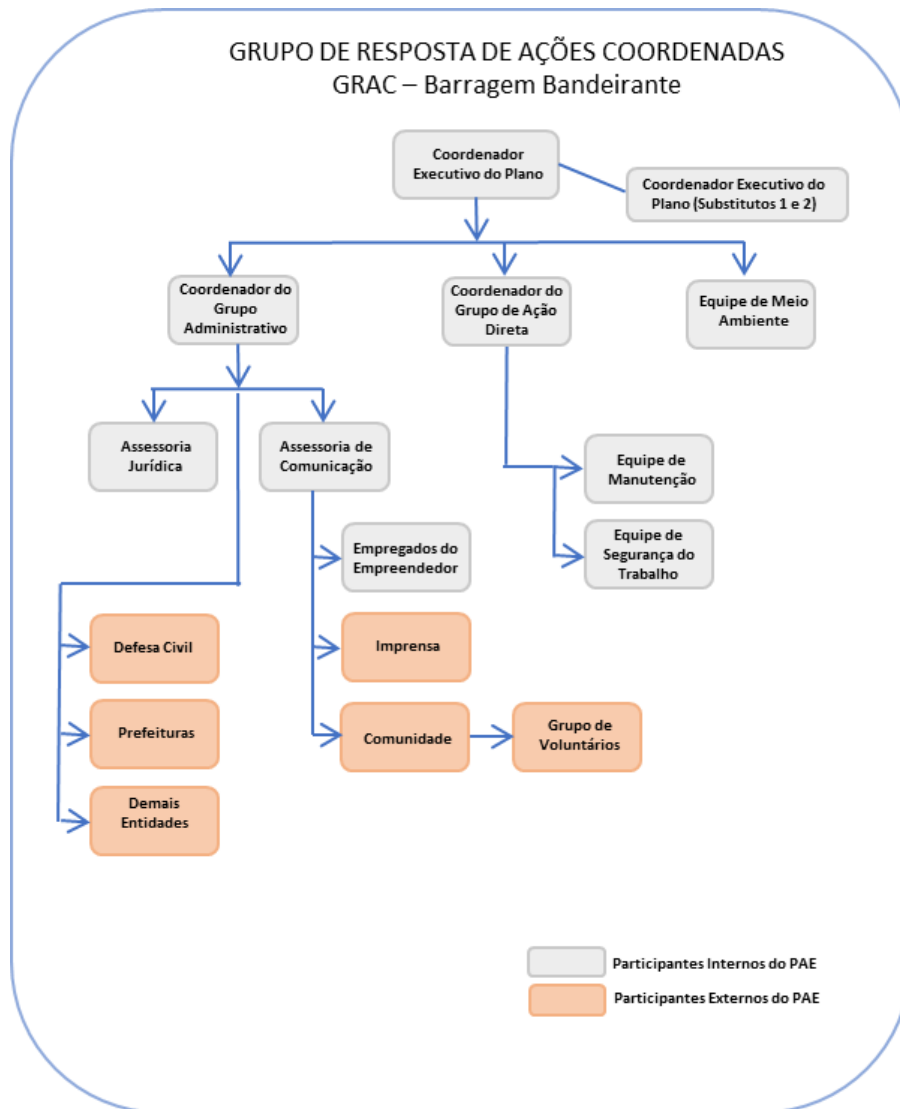 GRUPO DE RESPOSTA DE AÇÕES COORDENADAS
GRAC – Barragem Bandeirante
Coordenador
Executivo do Plano
Coordenador Executivo do
Plano (Substitutos 1 e 2)
Coordenador do
Grupo
Administrativo
Coordenador do
Grupo de Ação
Direta
Equipe de Meio
Ambiente
Assessoria
Jurídica
Assessoria de
Comunicação
Equipe de
Manutenção
Empregados do
Empreendedor
Equipe de
Segurança do
Trabalho
Defesa Civil
Imprensa
Prefeituras
Comunidade
Grupo de
Voluntários
Demais
Entidades
Participantes Internos do PAE
Participantes Externos do PAE